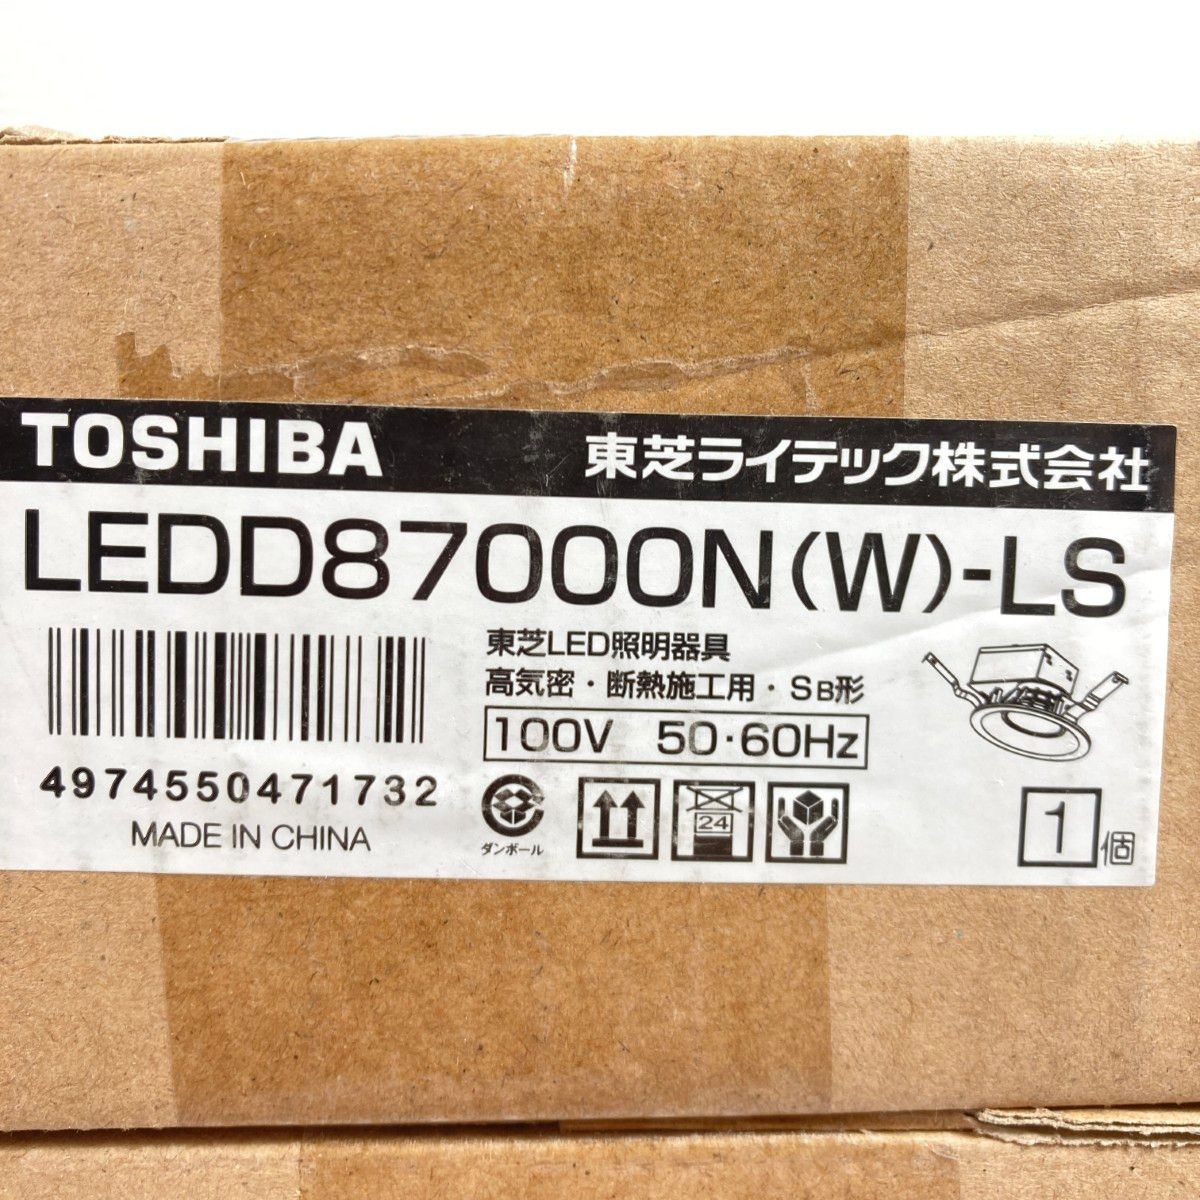 TOSHIBA 東芝ライテック株式会社
LEDD87000N(W)-LS
東芝LED照明器具
高気密・断熱施工用・SB形
100V 50・60Hz
4974550471732
MADE IN CHINA
ダンボール
24
1個